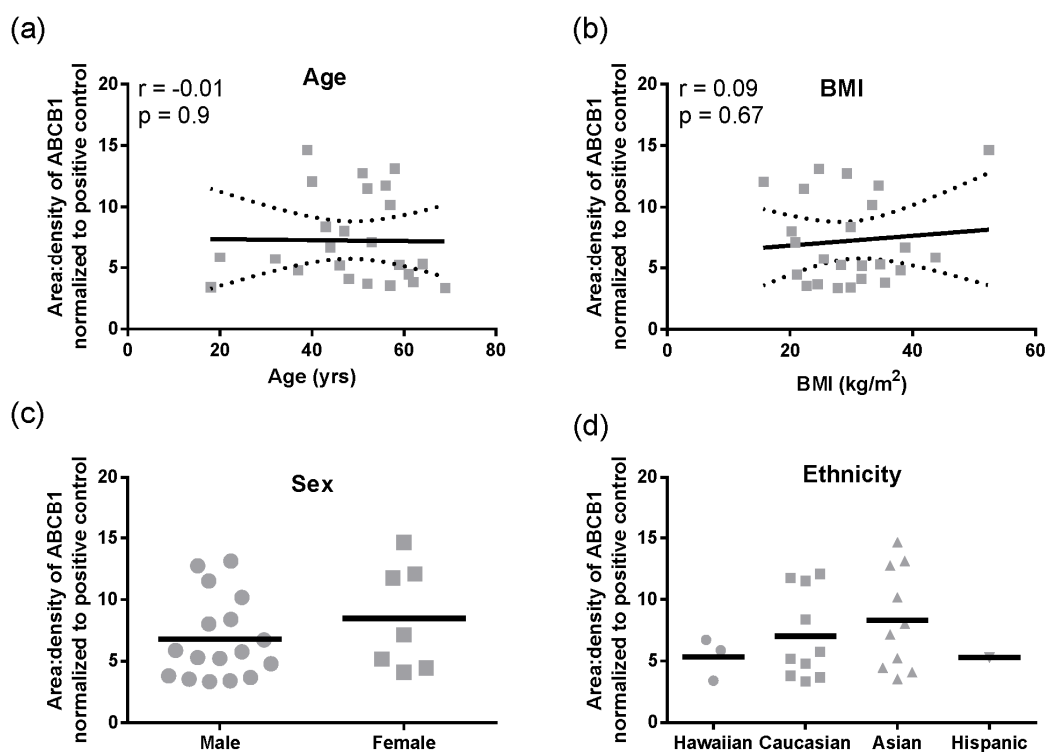 (a)
Age
r = -0.01
p = 0.9
Area:density of ABCB1
normalized to positive control
20
15
10
5
0
0 20 40 60 80
Age (yrs)
(b)
BMI
r = 0.09
p = 0.67
Area:density of ABCB1
normalized to positive control
20
15
10
5
0
0 20 40 60
BMI (kg/m²)
(c)
Sex
Area:density of ABCB1
normalized to positive control
20
15
10
5
0
Male Female
(d)
Ethnicity
Area:density of ABCB1
normalized to positive control
20
15
10
5
0
Hawaiian Caucasian Asian Hispanic